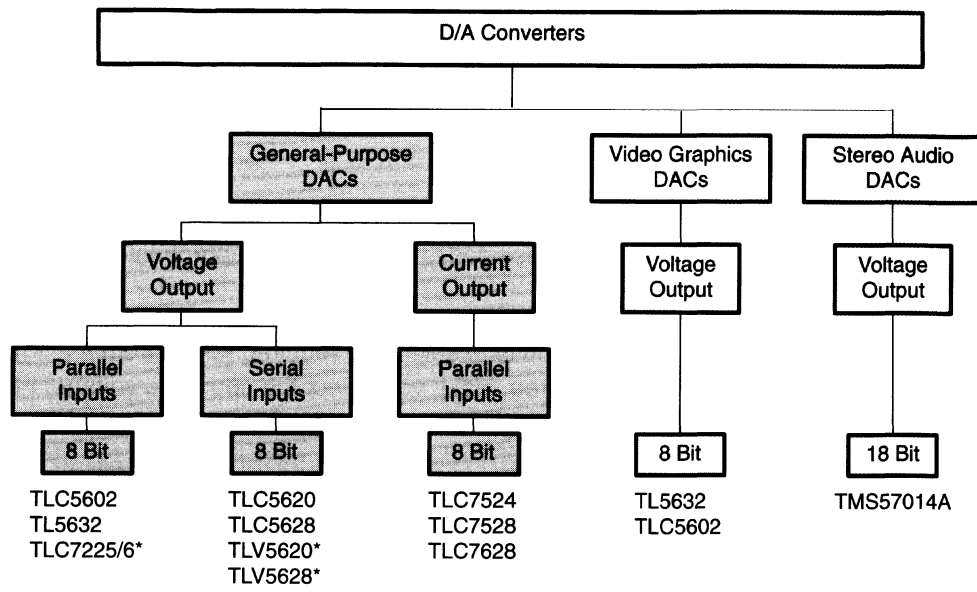 D/A Converters
General-Purpose
DACs
Video Graphics
DACs
Stereo Audio
DACs
Voltage
Output
Current
Output
Voltage
Output
Voltage
Output
Parallel
Inputs
Serial
Inputs
Parallel
Inputs
8 Bit
8 Bit
8 Bit
8 Bit
18 Bit
TLC5602
TL5632
TLC7225/6*
TLC5620
TLC5628
TLV5620*
TLV5628*
TLC7524
TLC7528
TLC7628
TL5632
TLC5602
TMS57014A